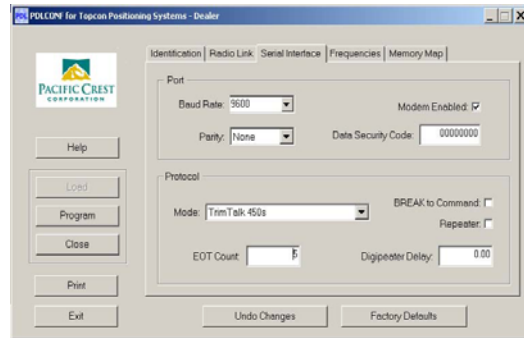 PDLCONF for Topcon Positioning Systems - Dealer
PACIFIC CREST
CORPORATION
Help
Load
Program
Close
Print
Exit
Identification Radio Link Serial Interface Frequencies Memory Map
Port
Baud Rate: 9600
Modem Enabled:
Parity: None
Data Security Code: 00000000
Protocol
Mode: TrimTalk 450s
BREAK to Command:
Repeater:
EOT Count: 5
Digipeater Delay: 0.00
Undo Changes
Factory Defaults